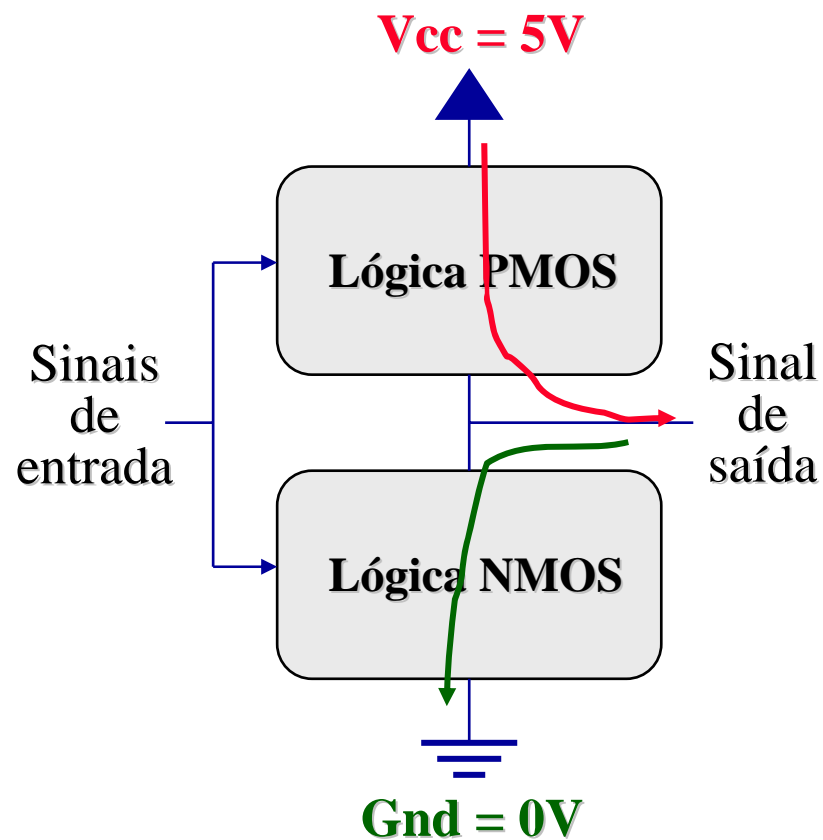 Vcc = 5V
Lógica PMOS
Sinais
de
entrada
Sinal
de
saída
Lógica NMOS
Gnd = 0V